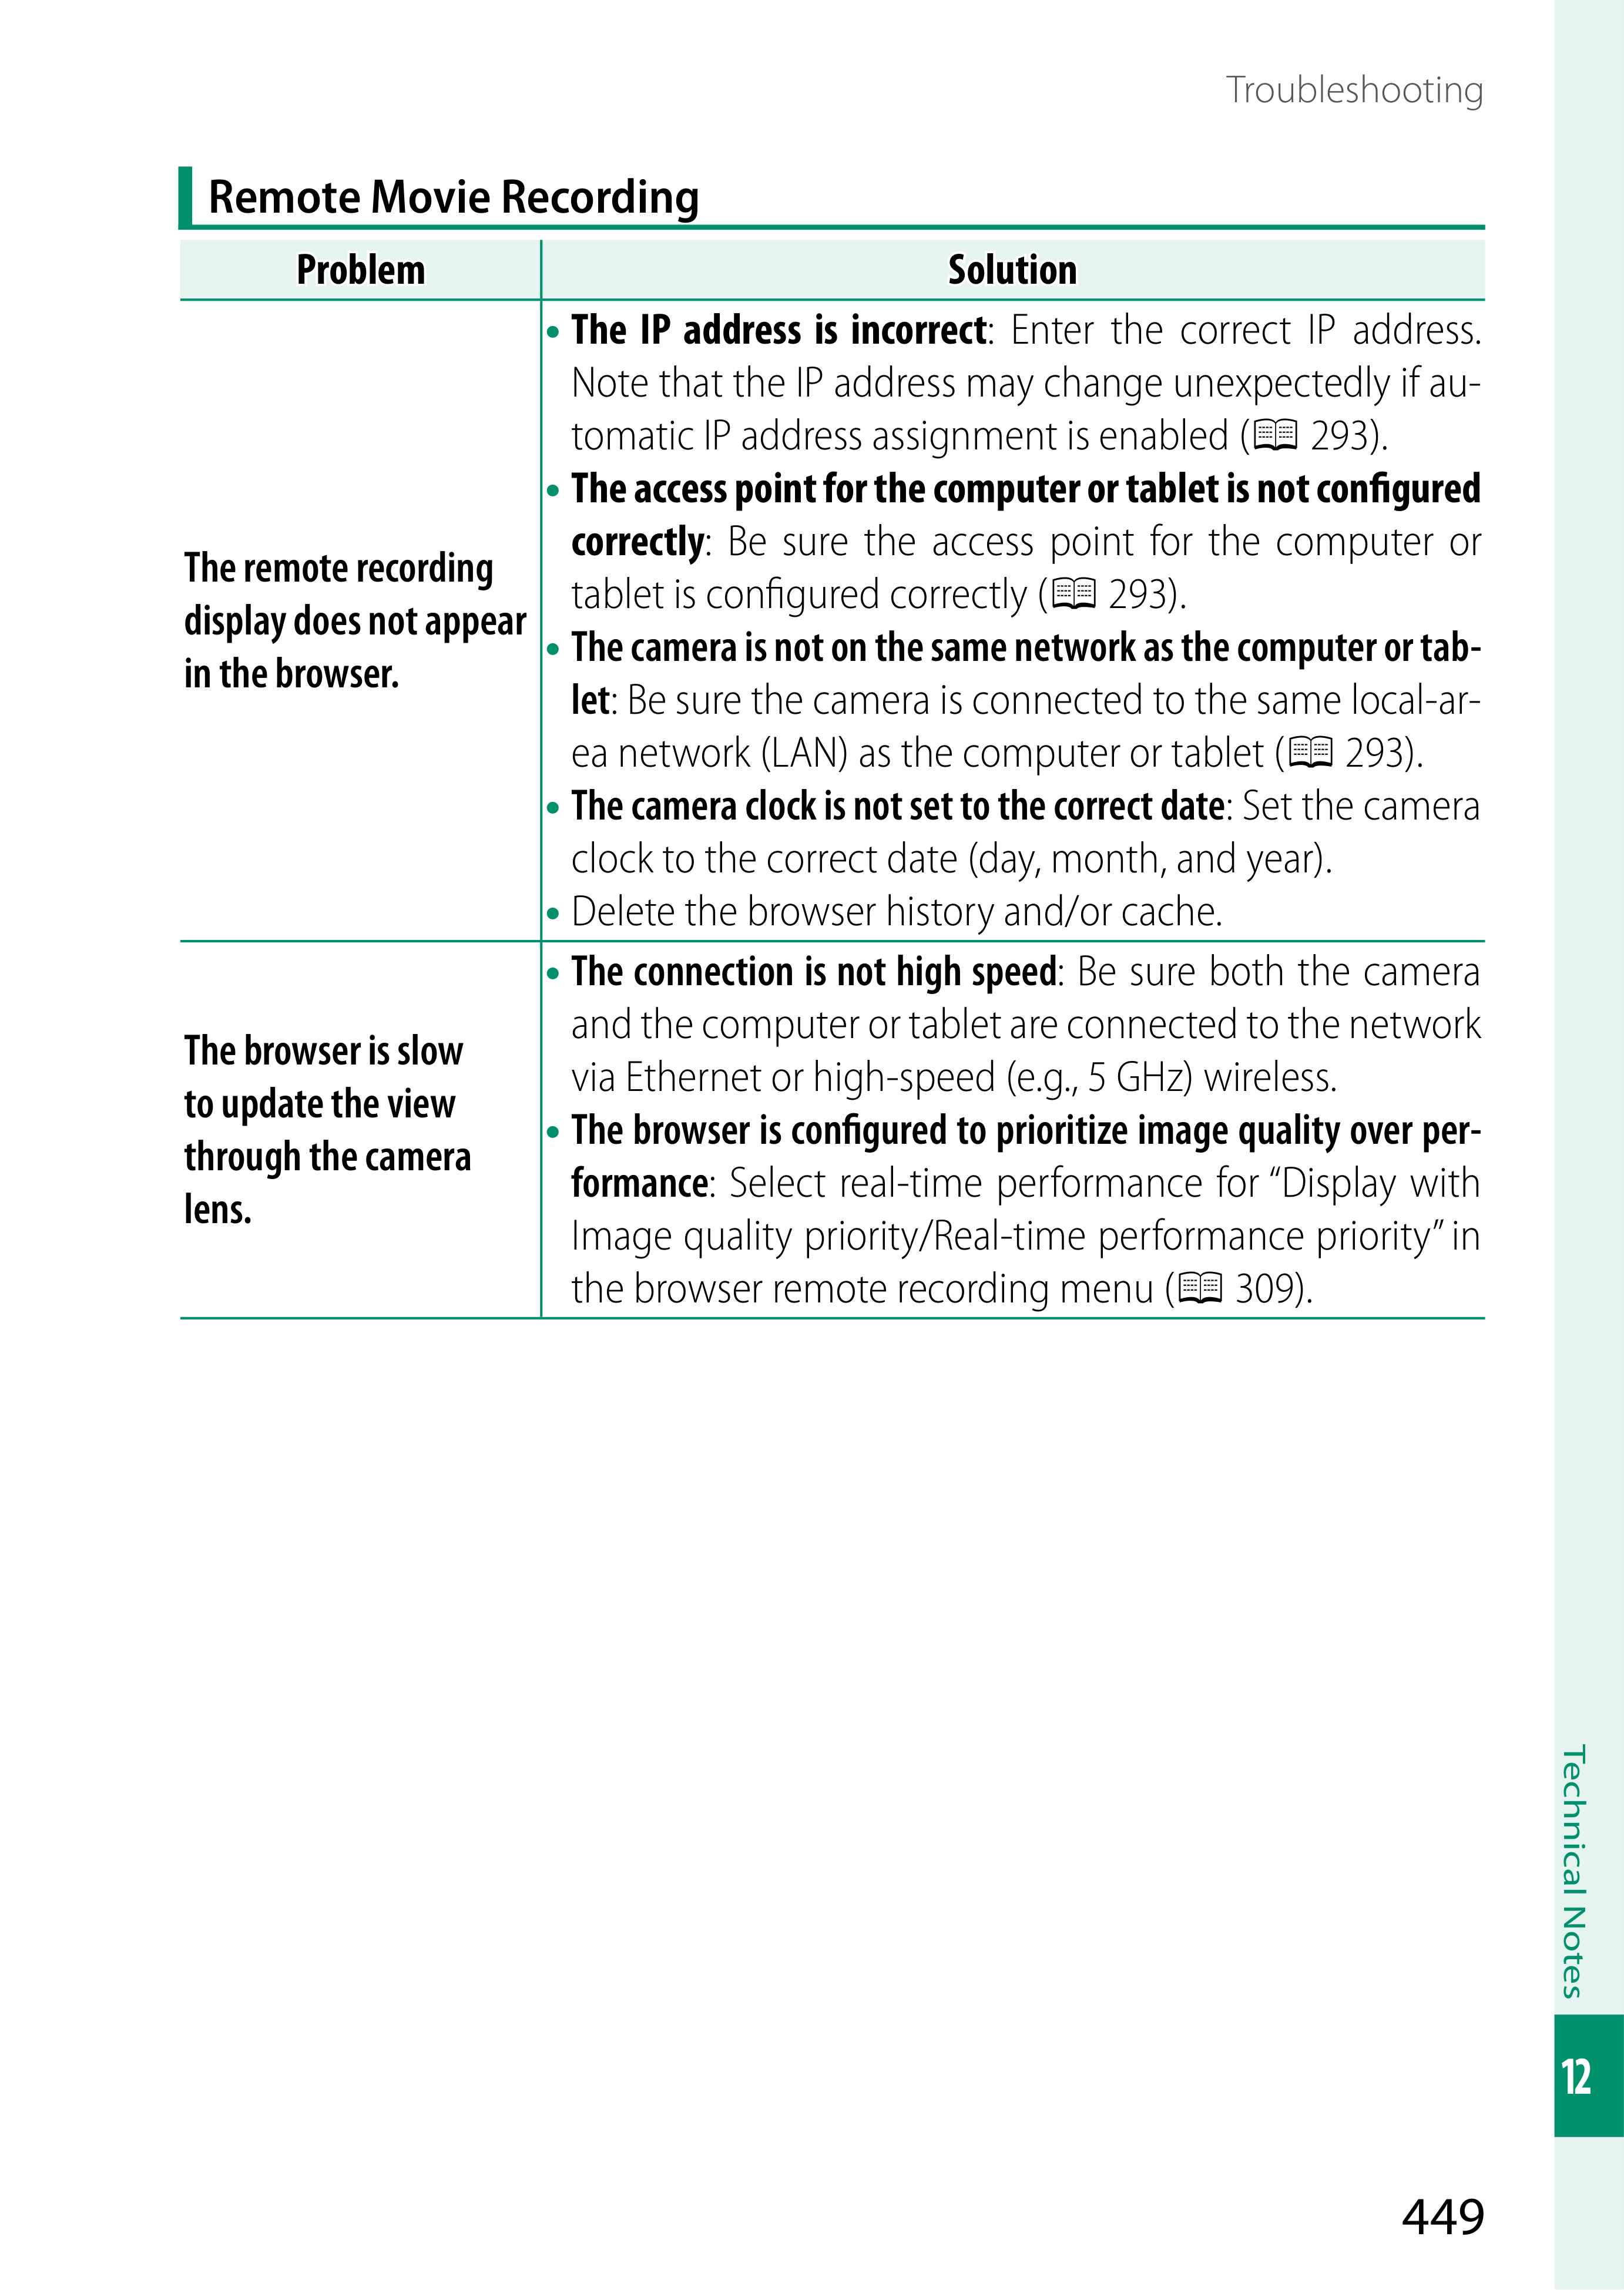 Troubleshooting
Remote Movie Recording
Problem
Solution
The remote recording
display does not appear
in the browser.
• The IP address is incorrect: Enter the correct IP address.
Note that the IP address may change unexpectedly if au-
tomatic IP address assignment is enabled (📖 293).
• The access point for the computer or tablet is not configured
correctly: Be sure the access point for the computer or
tablet is configured correctly (📖 293).
• The camera is not on the same network as the computer or tab-
let: Be sure the camera is connected to the same local-ar-
ea network (LAN) as the computer or tablet (📖 293).
• The camera clock is not set to the correct date: Set the camera
clock to the correct date (day, month, and year).
• Delete the browser history and/or cache.
The browser is slow
to update the view
through the camera
lens.
• The connection is not high speed: Be sure both the camera
and the computer or tablet are connected to the network
via Ethernet or high-speed (e.g., 5 GHz) wireless.
• The browser is configured to prioritize image quality over per-
formance: Select real-time performance for “Display with
Image quality priority/Real-time performance priority” in
the browser remote recording menu (📖 309).
Technical Notes
12
449